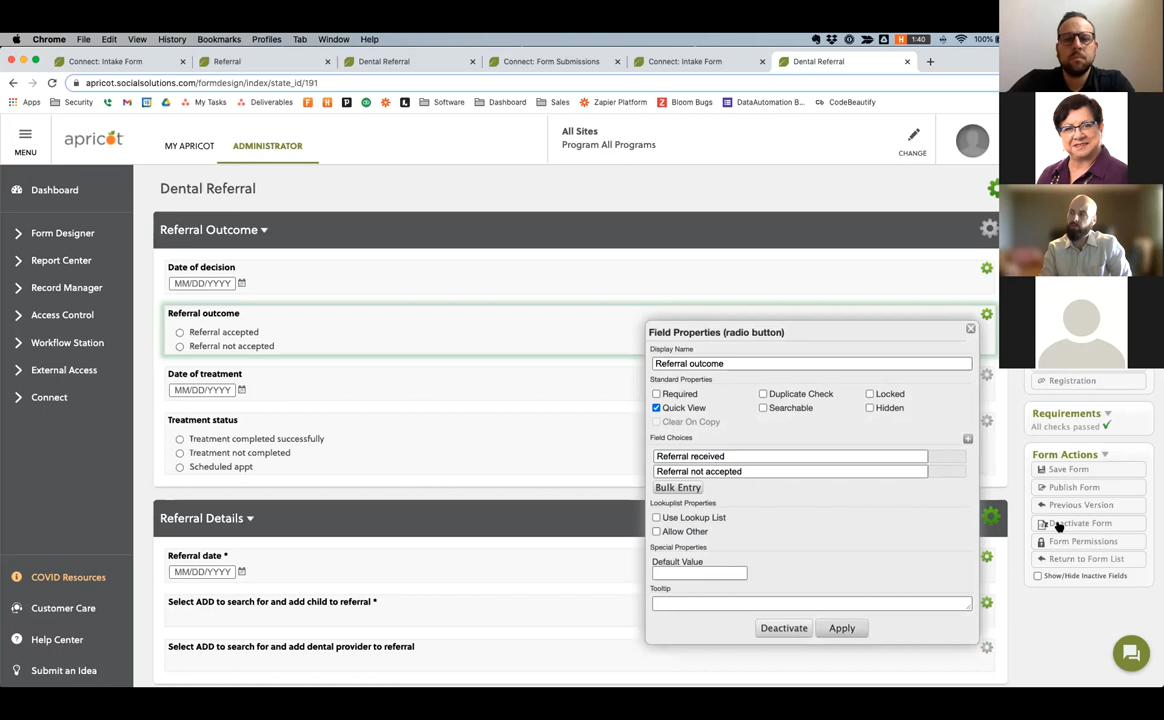 Chrome File Edit View History Bookmarks Profiles Tab Window Help H 1:40 100%
Connect: Intake Form × Referral × Dental Referral × Connect: Form Submissions × Connect: Intake Form × Dental Referral × +
apricot.socialsolutions.com/formdesign/index/state_id/191
Apps Security My Tasks Deliverables Software Dashboard Sales Zapier Platform Bloom Bugs DataAutomation B... CodeBeautify
MENU
apricot
MY APRICOT
ADMINISTRATOR
All Sites
Program All Programs
CHANGE
Dashboard
Form Designer
Report Center
Record Manager
Access Control
Workflow Station
External Access
Connect
COVID Resources
Customer Care
Help Center
Submit an Idea
Dental Referral
Referral Outcome
Date of decision
MM/DD/YYYY
Referral outcome
Referral accepted
Referral not accepted
Date of treatment
MM/DD/YYYY
Treatment status
Treatment completed successfully
Treatment not completed
Scheduled appt
Referral Details
Referral date *
MM/DD/YYYY
Select ADD to search for and add child to referral *
Select ADD to search for and add dental provider to referral
Field Properties (radio button)
Display Name
Referral outcome
Standard Properties
Required Duplicate Check Locked
Quick View Searchable Hidden
Clear On Copy
Field Choices
Referral received
Referral not accepted
Bulk Entry
Lookuplist Properties
Use Lookup List
Allow Other
Special Properties
Default Value
Tooltip
Deactivate Apply
Registration
Requirements
All checks passed
Form Actions
Save Form
Publish Form
Previous Version
Deactivate Form
Form Permissions
Return to Form List
Show/Hide Inactive Fields